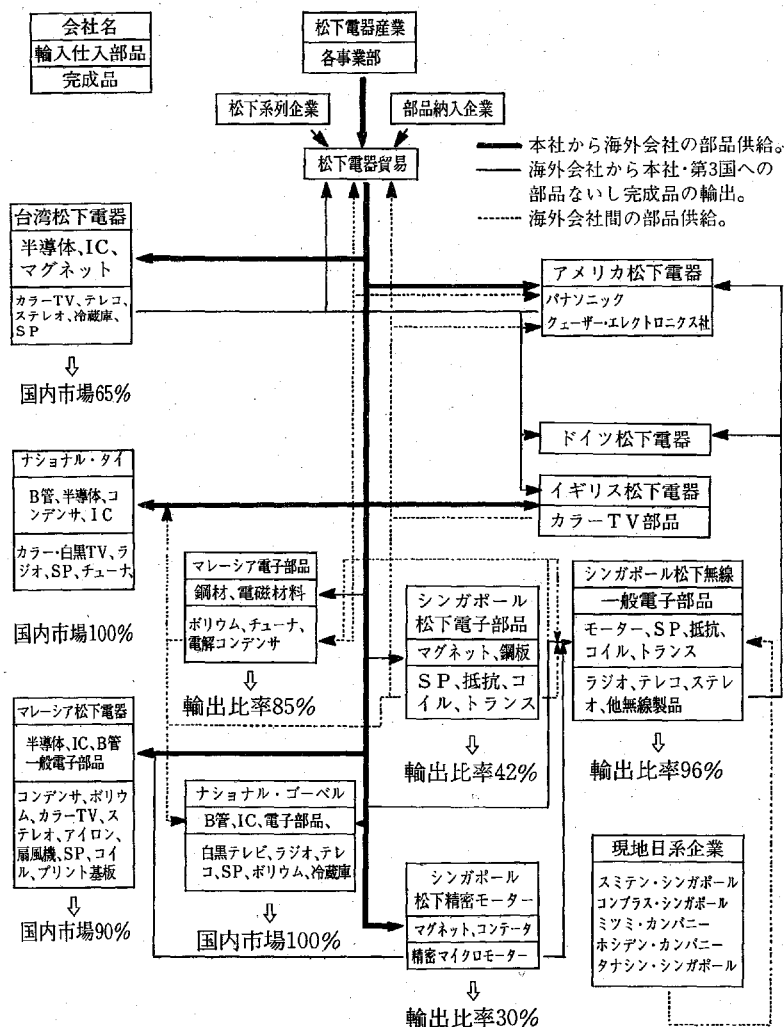 会社名
輸入仕入部品
完成品
松下電器産業
各事業部
松下系列企業
部品納入企業
松下電器貿易
本社から海外会社の部品供給。
海外会社から本社・第3国への
部品ないし完成品の輸出。
海外会社間の部品供給。
台湾松下電器
半導体、IC、
マグネット
カラーTV、テレコ、
ステレオ、冷蔵庫、
SP
国内市場65%
アメリカ松下電器
パナソニック
クェーザー・エレクトロニクス社
ドイツ松下電器
イギリス松下電器
カラーTV部品
ナショナル・タイ
B管、半導体、コ
ンデンサ、IC
カラー・白黒TV、ラ
ジオ、SP、チューナ、
国内市場100%
マレーシア電子部品
鋼材、電磁材料
ボリウム、チューナ、
電解コンデンサ
輸出比率85%
シンガポール
松下電子部品
マグネット、鋼板
SP、抵抗、コ
イル、トランス
輸出比率42%
シンガポール松下無線
一般電子部品
モーター、SP、抵抗、
コイル、トランス
ラジオ、テレコ、ステレ
オ、他無線製品
輸出比率96%
マレーシア松下電器
半導体、IC、B管
一般電子部品
コンデンサ、ボリウ
ム、カラーTV、ス
テレオ、アイロン、
扇風機、SP、コイ
ル、プリント基板
国内市場90%
ナショナル・ゴーベル
B管、IC、電子部品、
白黒テレビ、ラジオ、テレ
コ、SP、ボリウム、冷蔵庫
国内市場100%
シンガポール
松下精密モーター
マグネット、コンテータ
精密マイクロモーター
輸出比率30%
現地日系企業
スミテン・シンガポール
コンプラス・シンガポール
ミツミ・カンパニー
ホシデン・カンパニー
タナシン・シンガポール